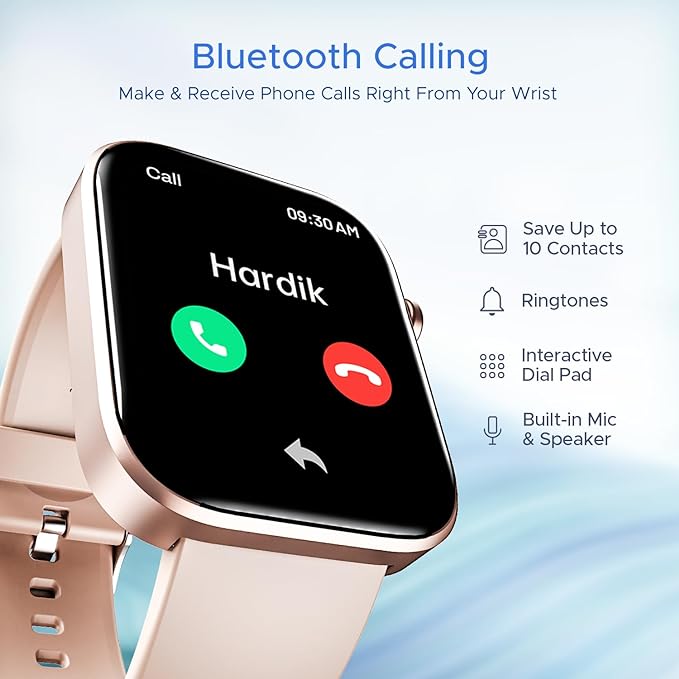 Bluetooth Calling
Make & Receive Phone Calls Right From Your Wrist
Call
09:30 AM
Hardik
Save Up to
10 Contacts
Ringtones
Interactive
Dial Pad
Built-in Mic
& Speaker